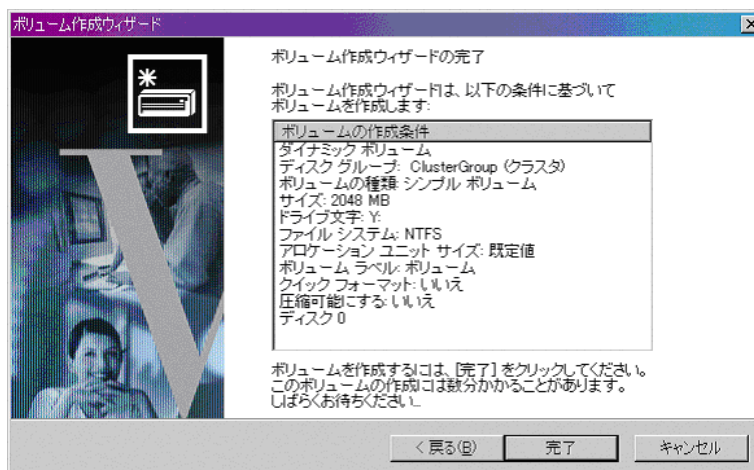 ボリューム作成ウィザード
ボリューム作成ウィザードの完了
ボリューム作成ウィザードは、以下の条件に基づいて
ボリュームを作成します:
ボリュームの作成条件
ダイナミック ボリューム
ディスク グループ: ClusterGroup (クラスタ)
ボリュームの種類: シンプル ボリューム
サイズ: 2048 MB
ドライブ文字: Y:
ファイル システム: NTFS
アロケーション ユニット サイズ: 既定値
ボリューム ラベル: ボリューム
クイック フォーマット: いいえ
圧縮可能にする: いいえ
ディスク 0
ボリュームを作成するには、[完了] をクリックしてください。
このボリュームの作成には数分かかることがあります。
しばらくお待ちください...
< 戻る(B)
完了
キャンセル